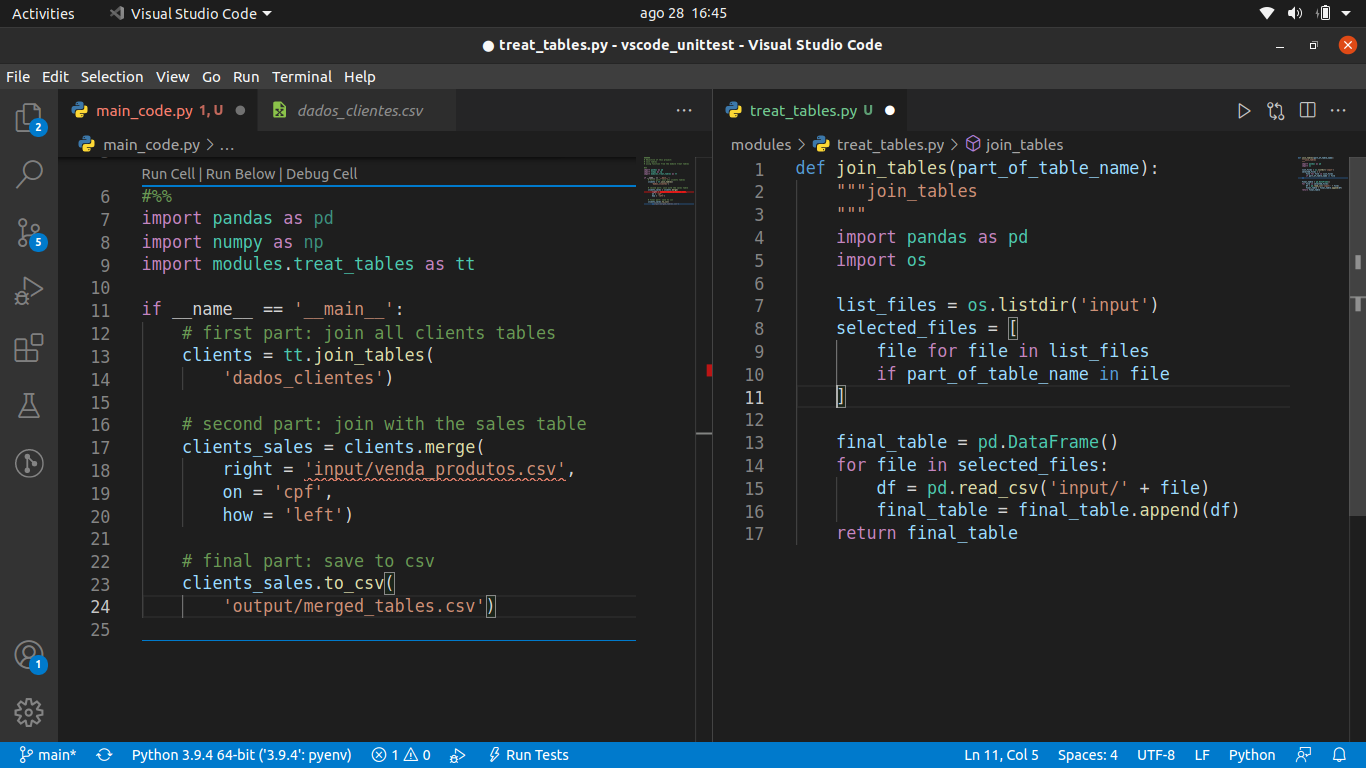 Activities Visual Studio Code ago 28 16:45
● treat_tables.py - vscode_unittest - Visual Studio Code
File Edit Selection View Go Run Terminal Help
main_code.py 1, U ● dados_clientes.csv ···
main_code.py > ...
Run Cell | Run Below | Debug Cell
6 #%%
7 import pandas as pd
8 import numpy as np
9 import modules.treat_tables as tt
10
11 if __name__ == '__main__':
12     # first part: join all clients tables
13     clients = tt.join_tables(
14         'dados_clientes')
15
16     # second part: join with the sales table
17     clients_sales = clients.merge(
18         right = 'input/venda_produtos.csv',
19         on = 'cpf',
20         how = 'left')
21
22     # final part: save to csv
23     clients_sales.to_csv(
24         'output/merged_tables.csv')
25
treat_tables.py U ● ···
modules > treat_tables.py > join_tables
1 def join_tables(part_of_table_name):
2     """join_tables
3     """
4     import pandas as pd
5     import os
6
7     list_files = os.listdir('input')
8     selected_files = [
9         file for file in list_files
10         if part_of_table_name in file
11     ]
12
13     final_table = pd.DataFrame()
14     for file in selected_files:
15         df = pd.read_csv('input/' + file)
16         final_table = final_table.append(df)
17     return final_table
2
5
1
main* Python 3.9.4 64-bit ('3.9.4': pyenv) 1 0 Run Tests Ln 11, Col 5 Spaces: 4 UTF-8 LF Python